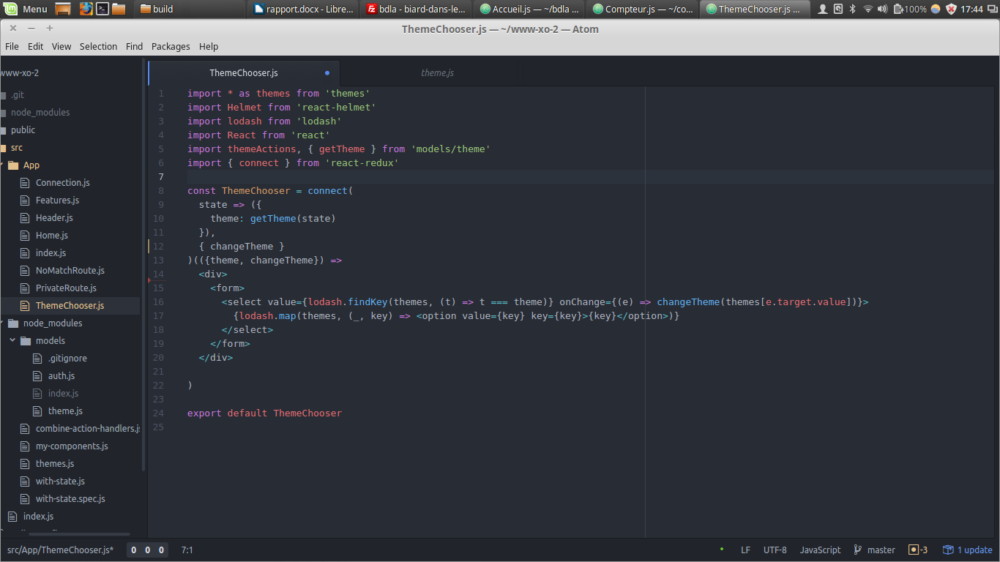 Menu build rapport.docx - Libre... bdla - biard-dans-le... Accueil.js — ~/bdla ... Compteur.js — ~/co... ThemeChooser.js ... 100% 17:44
ThemeChooser.js — ~/www-xo-2 — Atom
File Edit View Selection Find Packages Help
www-xo-2
.git
node_modules
public
src
App
Connection.js
Features.js
Header.js
Home.js
index.js
NoMatchRoute.js
PrivateRoute.js
ThemeChooser.js
node_modules
models
.gitignore
auth.js
index.js
theme.js
combine-action-handlers.js
my-components.js
themes.js
with-state.js
with-state.spec.js
index.js
ThemeChooser.js theme.js
1 import * as themes from 'themes'
2 import Helmet from 'react-helmet'
3 import lodash from 'lodash'
4 import React from 'react'
5 import themeActions, { getTheme } from 'models/theme'
6 import { connect } from 'react-redux'
7
8 const ThemeChooser = connect(
9 state => ({
10 theme: getTheme(state)
11 }),
12 { changeTheme }
13 )(({theme, changeTheme}) =>
14 <div>
15 <form>
16 <select value={lodash.findKey(themes, (t) => t === theme)} onChange={(e) => changeTheme(themes[e.target.value])}>
17 {lodash.map(themes, (_, key) => <option value={key} key={key}>{key}</option>)}
18 </select>
19 </form>
20 </div>
21
22 )
23
24 export default ThemeChooser
25
src/App/ThemeChooser.js* 0 0 0 7:1 LF UTF-8 JavaScript master -3 1 update